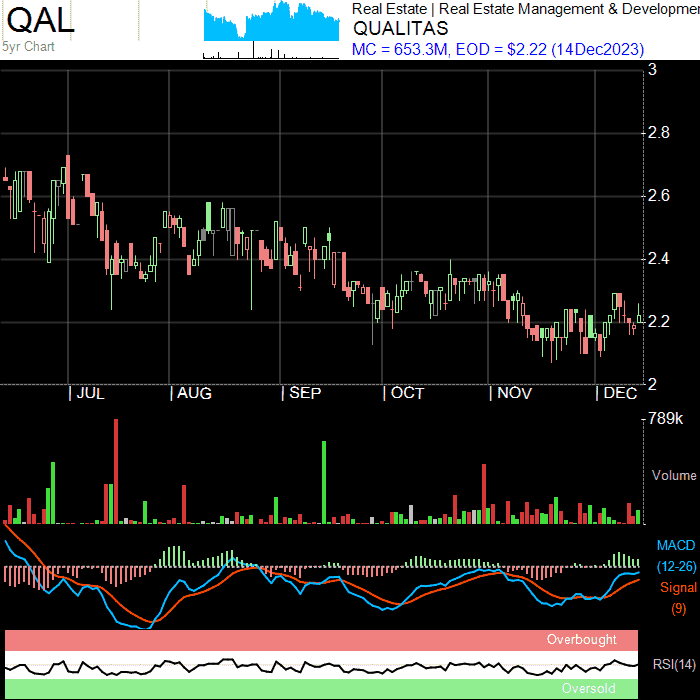 QAL
5yr Chart
Real Estate | Real Estate Management & Developmen
QUALITAS
MC = 653.3M, EOD = $2.22 (14Dec2023)
3
2.8
2.6
2.4
2.2
2
| JUL | AUG | SEP | OCT | NOV | DEC
789k
Volume
MACD
(12-26)
Signal
(9)
Overbought
RSI(14)
Oversold